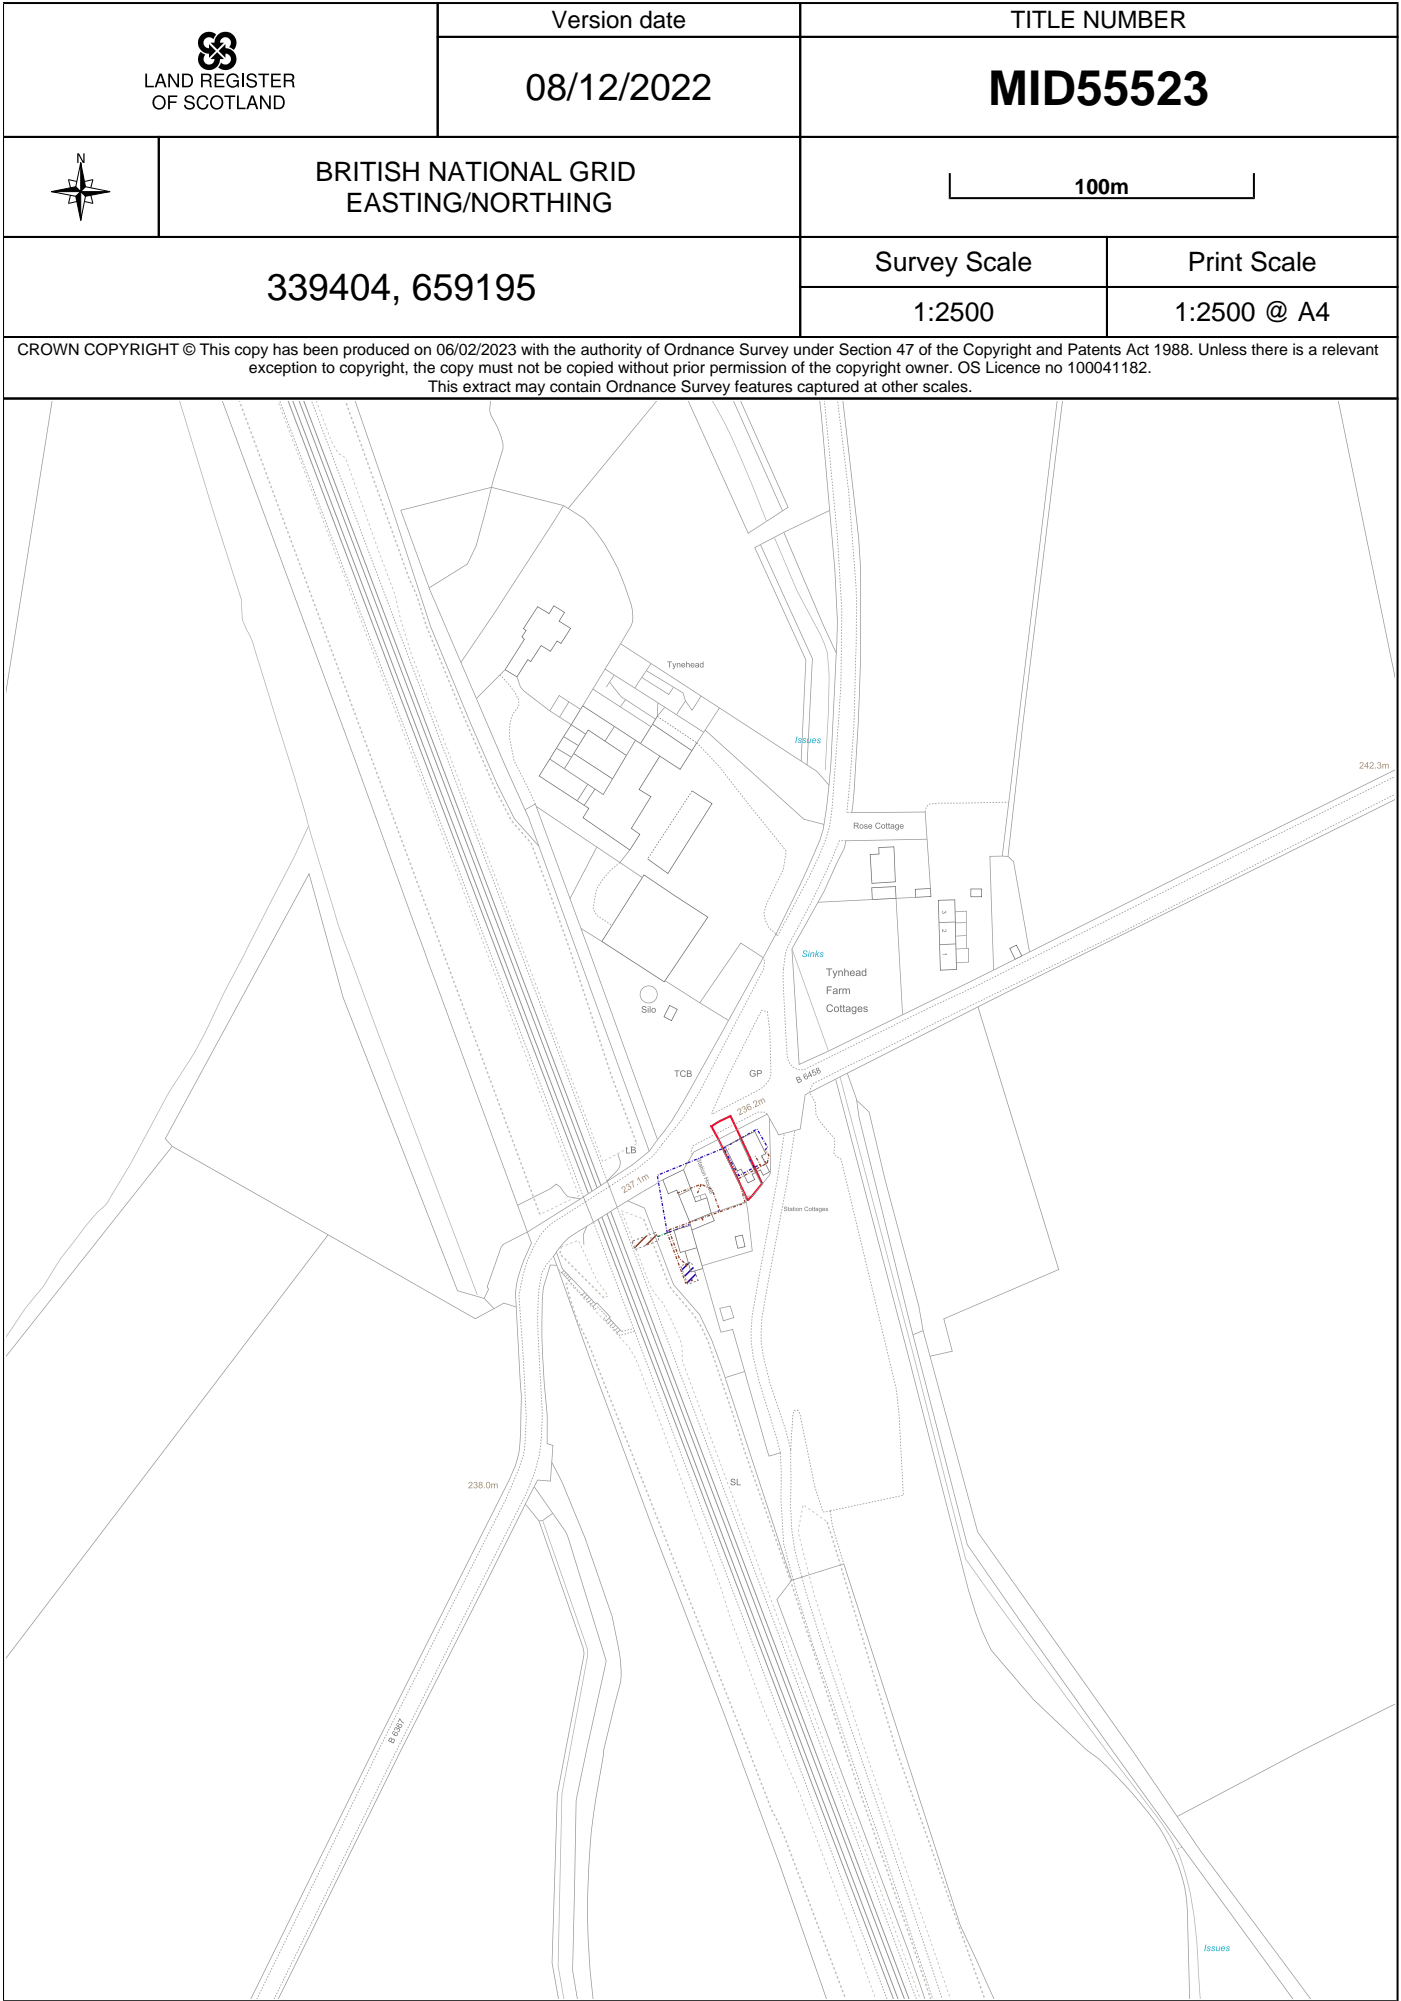 LAND REGISTER
OF SCOTLAND
Version date
08/12/2022
TITLE NUMBER
MID55523
N
BRITISH NATIONAL GRID
EASTING/NORTHING
100m
339404, 659195
Survey Scale
Print Scale
1:2500
1:2500 @ A4
CROWN COPYRIGHT © This copy has been produced on 06/02/2023 with the authority of Ordnance Survey under Section 47 of the Copyright and Patents Act 1988. Unless there is a relevant
exception to copyright, the copy must not be copied without prior permission of the copyright owner. OS Licence no 100041182.
This extract may contain Ordnance Survey features captured at other scales.
Tynehead
Issues
242.3m
Rose Cottage
3
2
1
Sinks
Tynhead
Farm
Cottages
Silo
TCB
GP
B 6458
236.2m
LB
237.1m
Station House
Station Cottages
238.0m
SL
B 6367
Issues